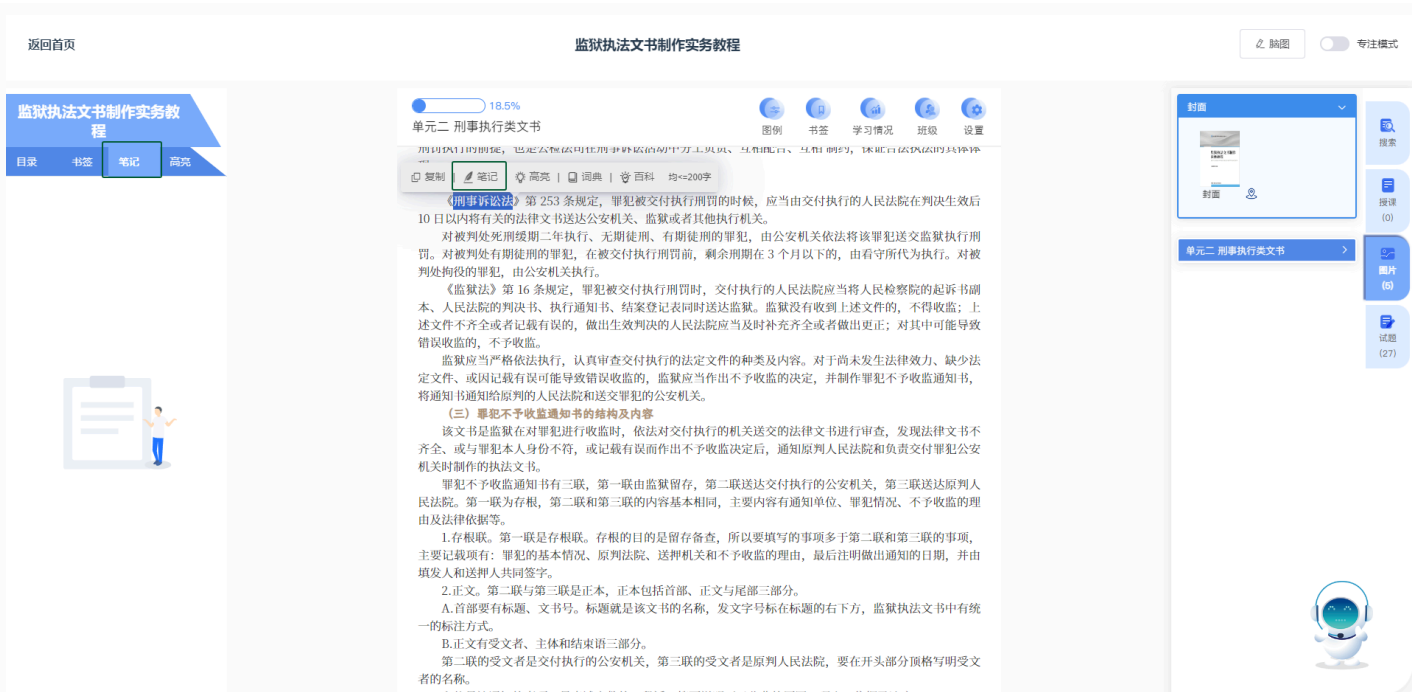 返回首页
监狱执法文书制作实务教程
脑图
专注模式
监狱执法文书制作实务教
程
目录
书签
笔记
高亮
18.5%
单元二 刑事执行类文书
图例
书签
学习情况
班级
设置
刑罚执行的前提，也是公检法司在刑事诉讼活动中分工负责、互相配合、互相制约，保证合法执法的具体体
复制 | 笔记 | 高亮 | 词典 | 百科 均<=200字
《刑事诉讼法》第 253 条规定，罪犯被交付执行刑罚的时候，应当由交付执行的人民法院在判决生效后
10 日以内将有关的法律文书送达公安机关、监狱或者其他执行机关。
对被判处死刑缓期二年执行、无期徒刑、有期徒刑的罪犯，由公安机关依法将该罪犯送交监狱执行刑
罚。对被判处有期徒刑的罪犯，在被交付执行刑罚前，剩余刑期在 3 个月以下的，由看守所代为执行。对被
判处拘役的罪犯，由公安机关执行。
《监狱法》第 16 条规定，罪犯被交付执行刑罚时，交付执行的人民法院应当将人民检察院的起诉书副
本、人民法院的判决书、执行通知书、结案登记表同时送达监狱。监狱没有收到上述文件的，不得收监；上
述文件不齐全或者记载有误的，做出生效判决的人民法院应当及时补充齐全或者做出更正；对其中可能导致
错误收监的，不予收监。
监狱应当严格依法执行，认真审查交付执行的法定文件的种类及内容。对于尚未发生法律效力、缺少法
定文件、或因记载有误可能导致错误收监的，监狱应当作出不予收监的决定，并制作罪犯不予收监通知书，
将通知书通知给原判的人民法院和送交罪犯的公安机关。
（三）罪犯不予收监通知书的结构及内容
该文书是监狱在对罪犯进行收监时，依法对交付执行的机关送交的法律文书进行审查，发现法律文书不
齐全、或与罪犯本人身份不符，或记载有误而作出不予收监决定后，通知原判人民法院和负责交付罪犯公安
机关时制作的执法文书。
罪犯不予收监通知书有三联，第一联由监狱留存，第二联送达交付执行的公安机关，第三联送达原判人
民法院。第一联为存根，第二联和第三联的内容基本相同，主要内容有通知单位、罪犯情况、不予收监的理
由及法律依据等。
1.存根联。第一联是存根联。存根的目的是留存备查，所以要填写的事项多于第二联和第三联的事项，
主要记载项有：罪犯的基本情况、原判法院、送押机关和不予收监的理由，最后注明做出通知的日期，并由
填发人和送押人共同签字。
2.正文。第二联与第三联是正本，正本包括首部、正文与尾部三部分。
A.首部要有标题、文书号。标题就是该文书的名称，发文字号标在标题的右下方，监狱执法文书中有统
一的标注方式。
B.正文有受文者、主体和结束语三部分。
第二联的受文者是交付执行的公安机关，第三联的受文者是原判人民法院，要在开头部分顶格写明受文
者的名称。
封面
封面
单元二 刑事执行类文书
搜索
授课
(0)
图片
(5)
试题
(27)